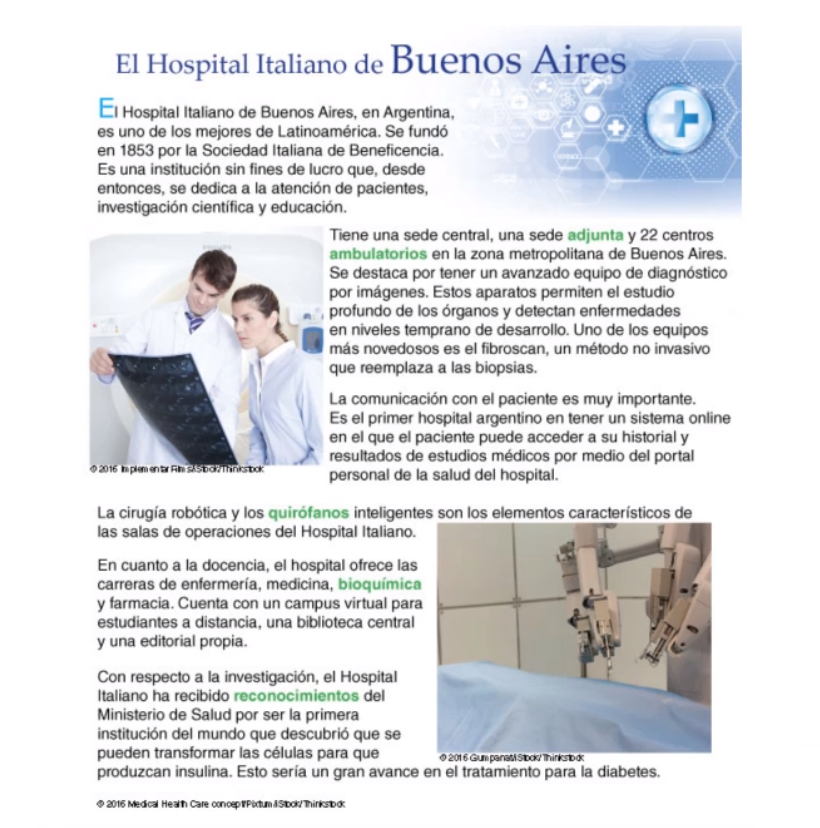 El Hospital Italiano de Buenos Aires
El Hospital Italiano de Buenos Aires, en Argentina,
es uno de los mejores de Latinoamérica. Se fundó
en 1853 por la Sociedad Italiana de Beneficencia.
Es una institución sin fines de lucro que, desde
entonces, se dedica a la atención de pacientes,
investigación científica y educación.
Tiene una sede central, una sede adjunta y 22 centros
ambulatorios en la zona metropolitana de Buenos Aires.
Se destaca por tener un avanzado equipo de diagnóstico
por imágenes. Estos aparatos permiten el estudio
profundo de los órganos y detectan enfermedades
en niveles temprano de desarrollo. Uno de los equipos
más novedosos es el fibroscan, un método no invasivo
que reemplaza a las biopsias.
La comunicación con el paciente es muy importante.
Es el primer hospital argentino en tener un sistema online
en el que el paciente puede acceder a su historial y
resultados de estudios médicos por medio del portal
personal de la salud del hospital.
© 2016 Implementar Films/iStock/Thinkstock
La cirugía robótica y los quirófanos inteligentes son los elementos característicos de
las salas de operaciones del Hospital Italiano.
En cuanto a la docencia, el hospital ofrece las
carreras de enfermería, medicina, bioquímica
y farmacia. Cuenta con un campus virtual para
estudiantes a distancia, una biblioteca central
y una editorial propia.
Con respecto a la investigación, el Hospital
Italiano ha recibido reconocimientos del
Ministerio de Salud por ser la primera
institución del mundo que descubrió que se
pueden transformar las células para que
produzcan insulina. Esto sería un gran avance en el tratamiento para la diabetes.
© 2016 Gumpanat/iStock/Thinkstock
© 2016 Medical Health Care concept/Pixtum/iStock/Thinkstock